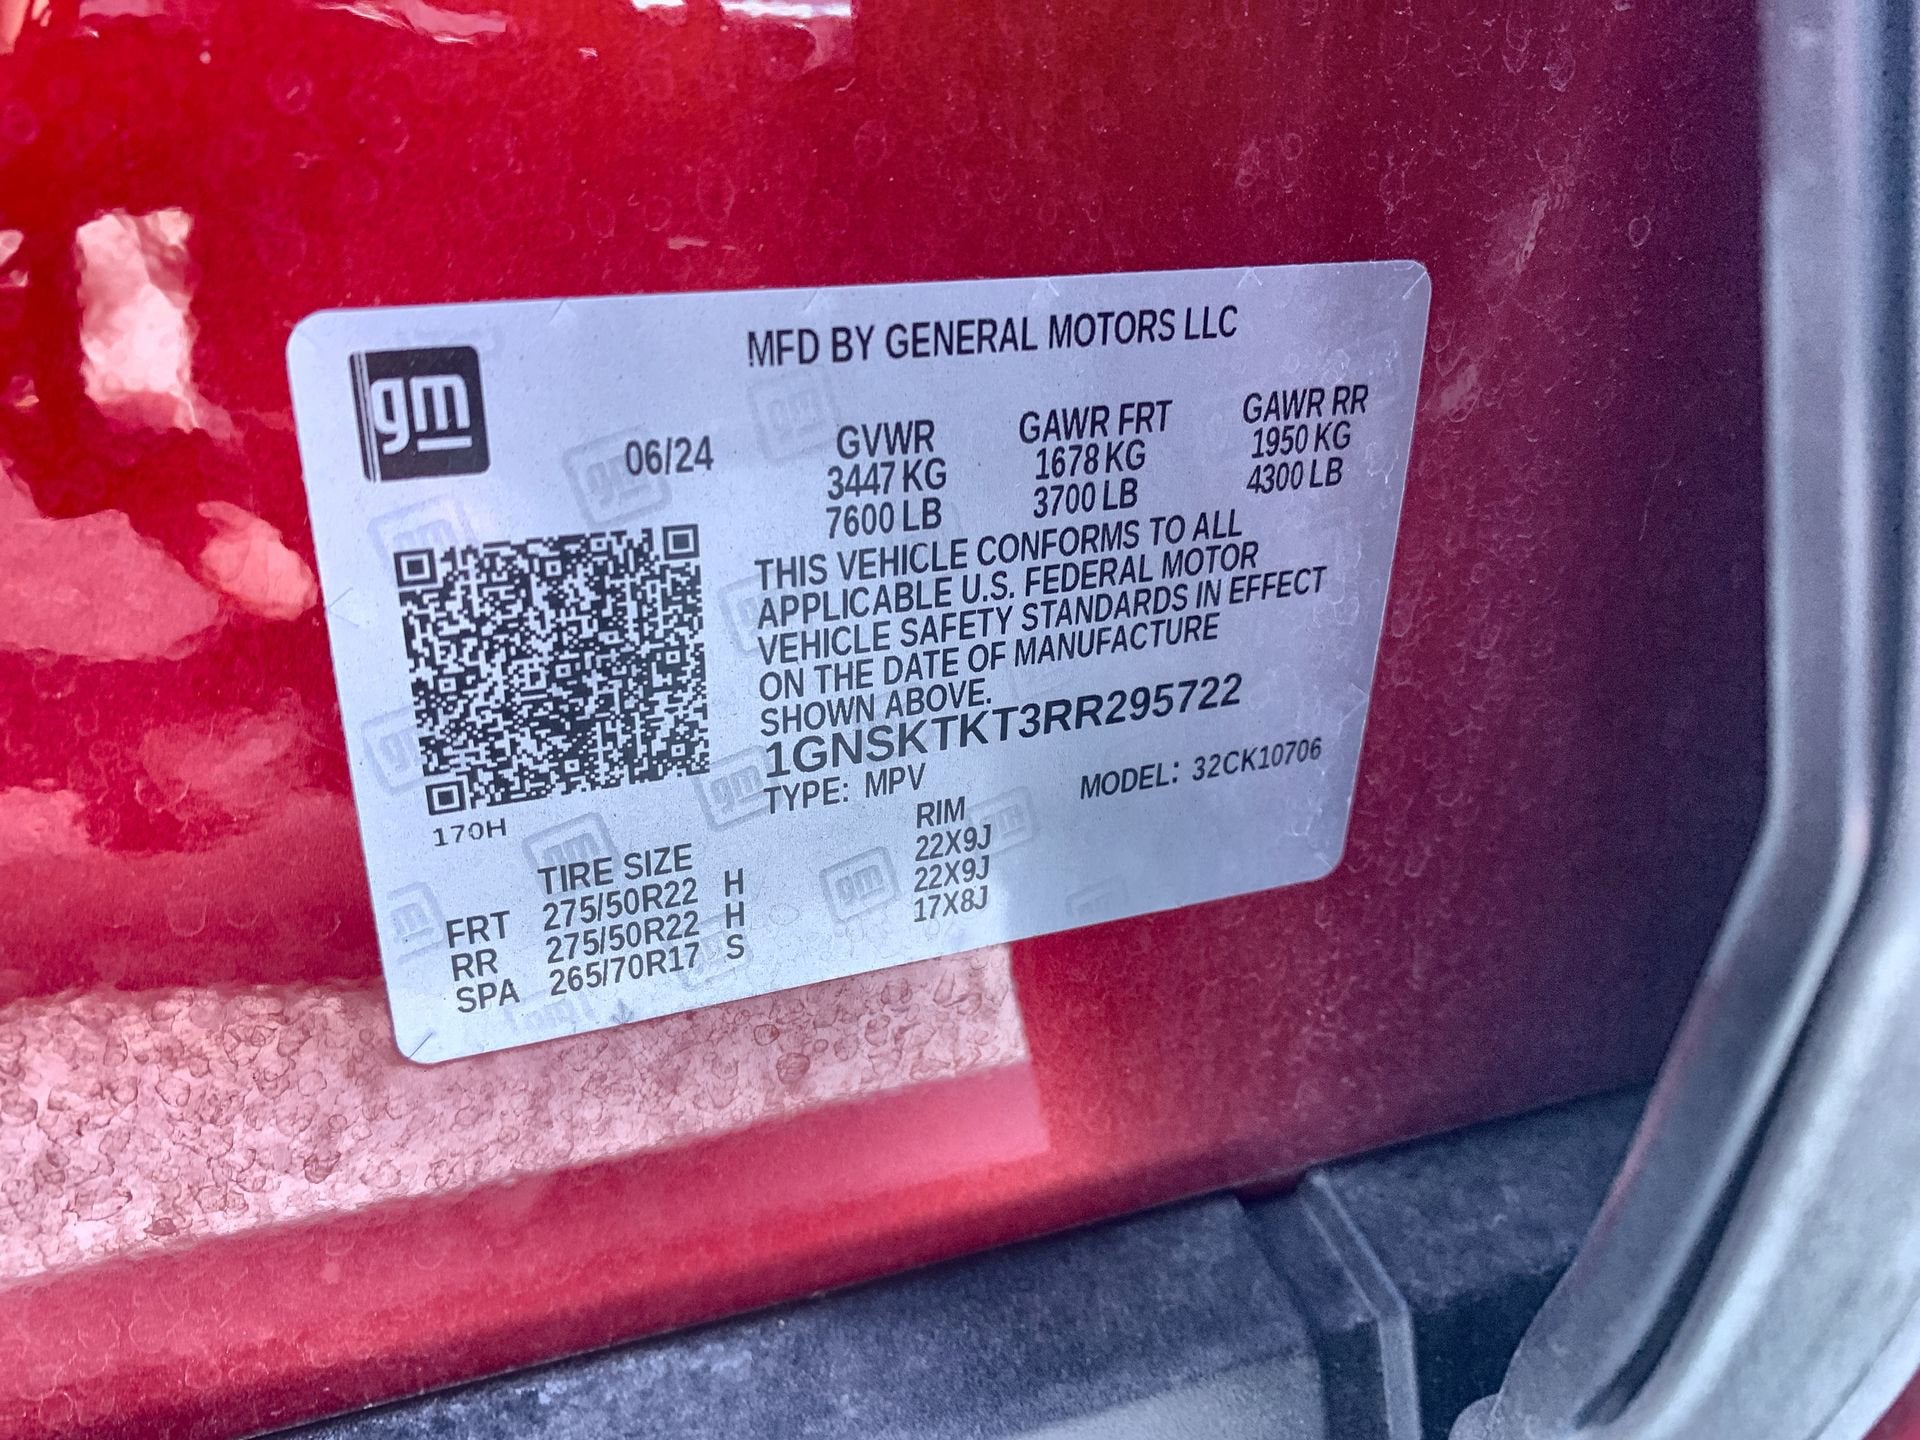 gm
MFD BY GENERAL MOTORS LLC
06/24
GVWR GAWR FRT GAWR RR
3447 KG 1678 KG 1950 KG
7600 LB 3700 LB 4300 LB
THIS VEHICLE CONFORMS TO ALL
APPLICABLE U.S. FEDERAL MOTOR
VEHICLE SAFETY STANDARDS IN EFFECT
ON THE DATE OF MANUFACTURE
SHOWN ABOVE.
1GNSKTKT3RR295722
TYPE: MPV MODEL: 32CK10706
170H
TIRE SIZE RIM
FRT 275/50R22 H 22X9J
RR 275/50R22 H 22X9J
SPA 265/70R17 S 17X8J